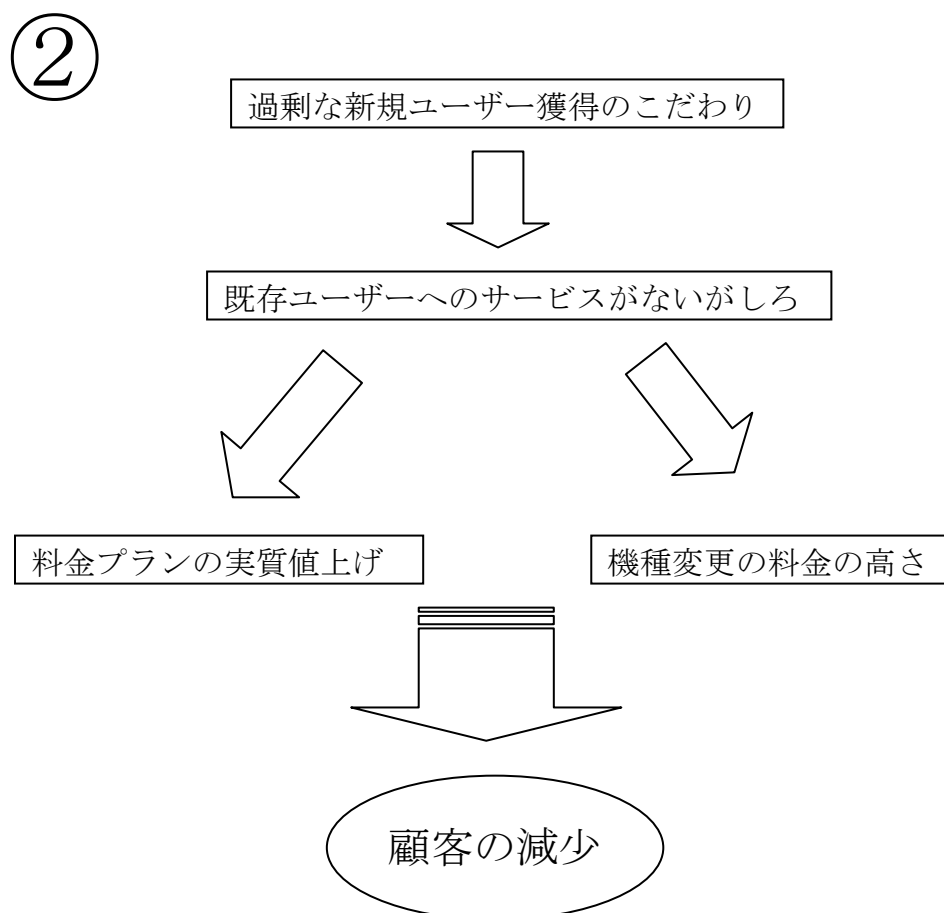 ②
過剰な新規ユーザー獲得のこだわり
既存ユーザーへのサービスがないがしろ
料金プランの実質値上げ
機種変更の料金の高さ
顧客の減少